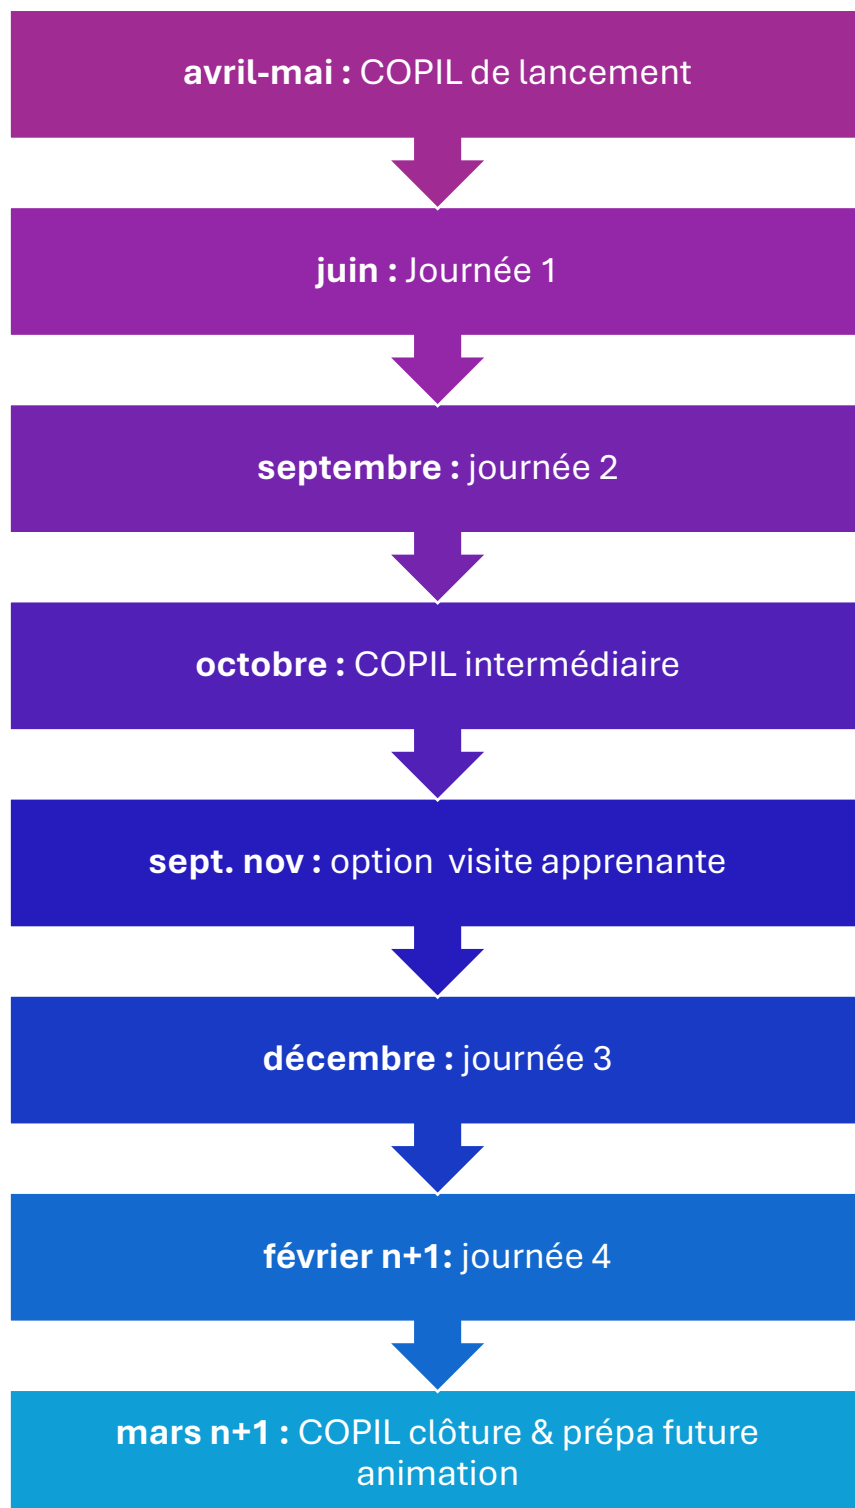 avril-mai : COPIL de lancement
juin : Journée 1
septembre : journée 2
octobre : COPIL intermédiaire
sept. nov : option  visite apprenante
décembre : journée 3
février n+1: journée 4
mars n+1 : COPIL clôture & prépa future
animation